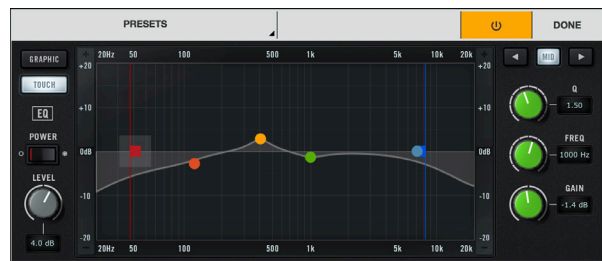 PRESETS
DONE
GRAPHIC
TOUCH
EQ
POWER
LEVEL
4.0 dB
+ 20Hz 50 100 500 1k 5k 10k 20k +
+20 +20
+10 +10
0dB 0dB
-10 -10
-20 -20
- 20Hz 50 100 500 1k 5k 10k 20k -
MID
Q
1.50
FREQ
1000 Hz
GAIN
-1.4 dB